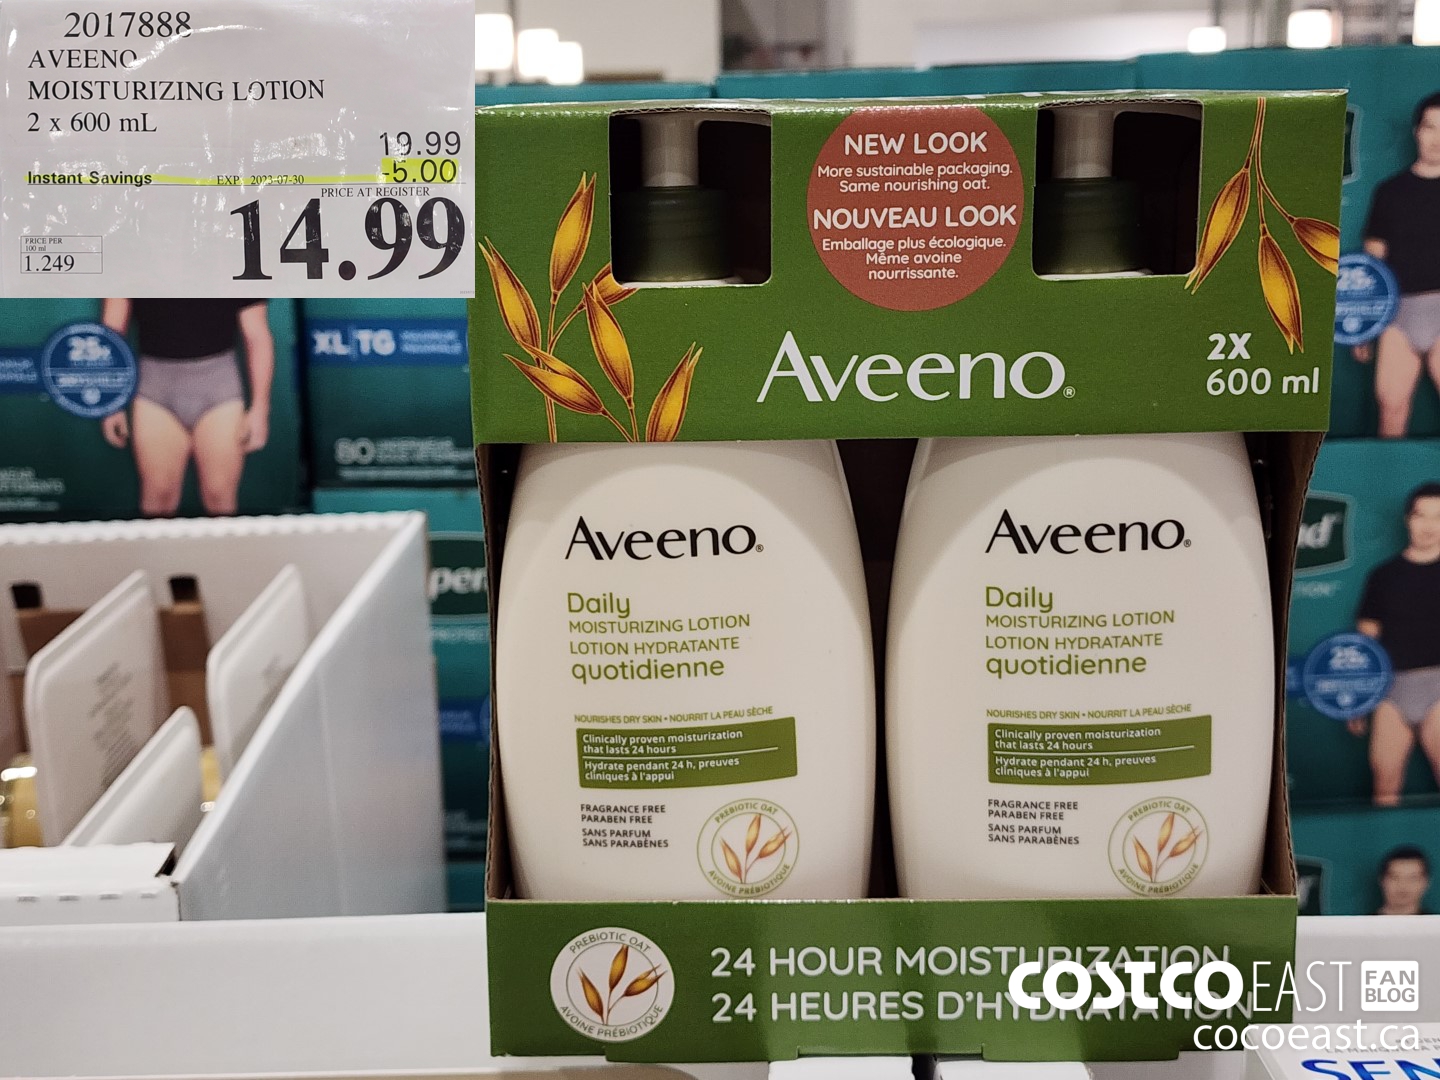 2017888
AVEENO
MOISTURIZING LOTION
2 x 600 mL
19.99
Instant Savings EXP. 2023-07-30 -5.00
PRICE AT REGISTER
14.99
PRICE PER
100 ml
1.249
NEW LOOK
More sustainable packaging.
Same nourishing oat.
NOUVEAU LOOK
Emballage plus écologique.
Même avoine
nourrissante.
Aveeno®
2X
600 ml
Aveeno®
Daily
MOISTURIZING LOTION
LOTION HYDRATANTE
quotidienne
NOURISHES DRY SKIN • NOURRIT LA PEAU SÈCHE
Clinically proven moisturization
that lasts 24 hours
Hydrate pendant 24 h, preuves
cliniques à l'appui
FRAGRANCE FREE
PARABEN FREE
SANS PARFUM
SANS PARABÈNES
PREBIOTIC OAT
AVOINE PRÉBIOTIQUE
Aveeno®
Daily
MOISTURIZING LOTION
LOTION HYDRATANTE
quotidienne
NOURISHES DRY SKIN • NOURRIT LA PEAU SÈCHE
Clinically proven moisturization
that lasts 24 hours
Hydrate pendant 24 h, preuves
cliniques à l'appui
FRAGRANCE FREE
PARABEN FREE
SANS PARFUM
SANS PARABÈNES
PREBIOTIC OAT
AVOINE PRÉBIOTIQUE
PREBIOTIC OAT
AVOINE PRÉBIOTIQUE
24 HOUR MOISTURIZATION
24 HEURES D'HYDRATATION
COSTCO EAST FAN
BLOG
cocoeast.ca
XL|TG
80
25
25
25
SEN